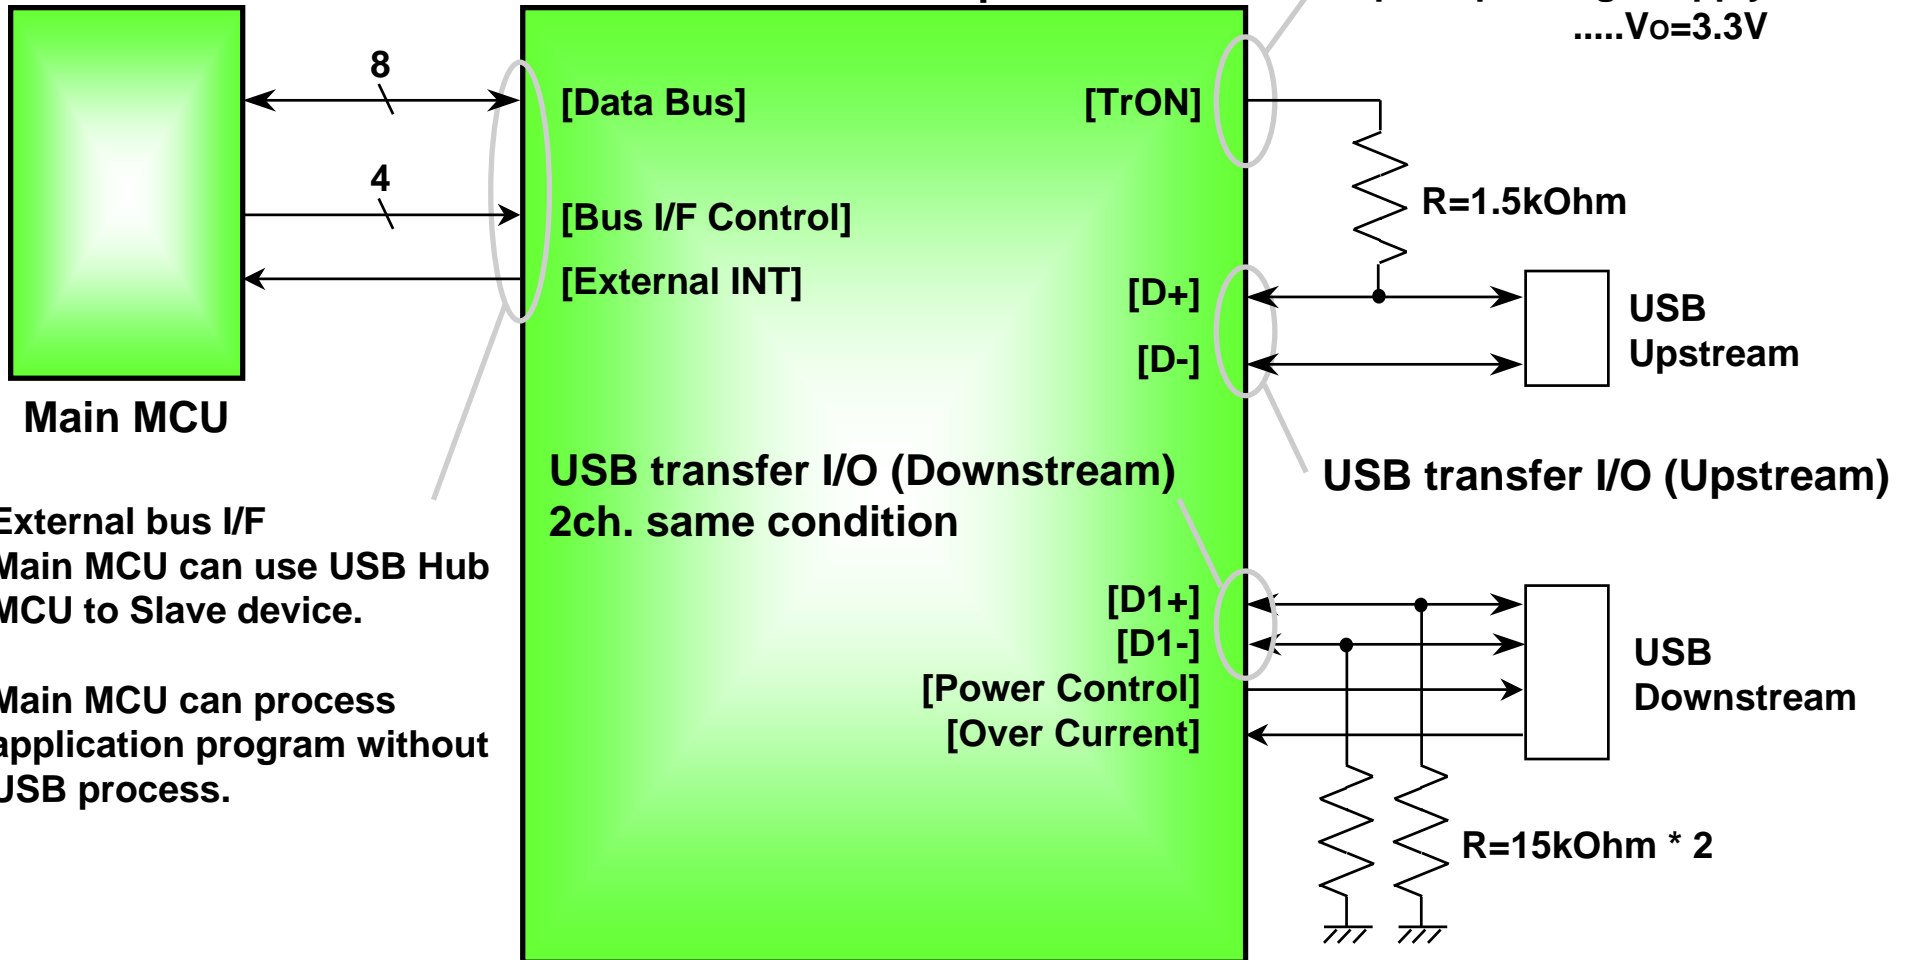 .....Vo=3.3V
8
[Data Bus]
[TrON]
4
R=1.5kOhm
[Bus I/F Control]
[External INT]
[D+]
USB
Upstream
[D-]
Main MCU
USB transfer I/O (Downstream)
2ch. same condition
USB transfer I/O (Upstream)
External bus I/F
Main MCU can use USB Hub
MCU to Slave device.
Main MCU can process
application program without
USB process.
[D1+]
[D1-]
[Power Control]
[Over Current]
USB
Downstream
R=15kOhm * 2